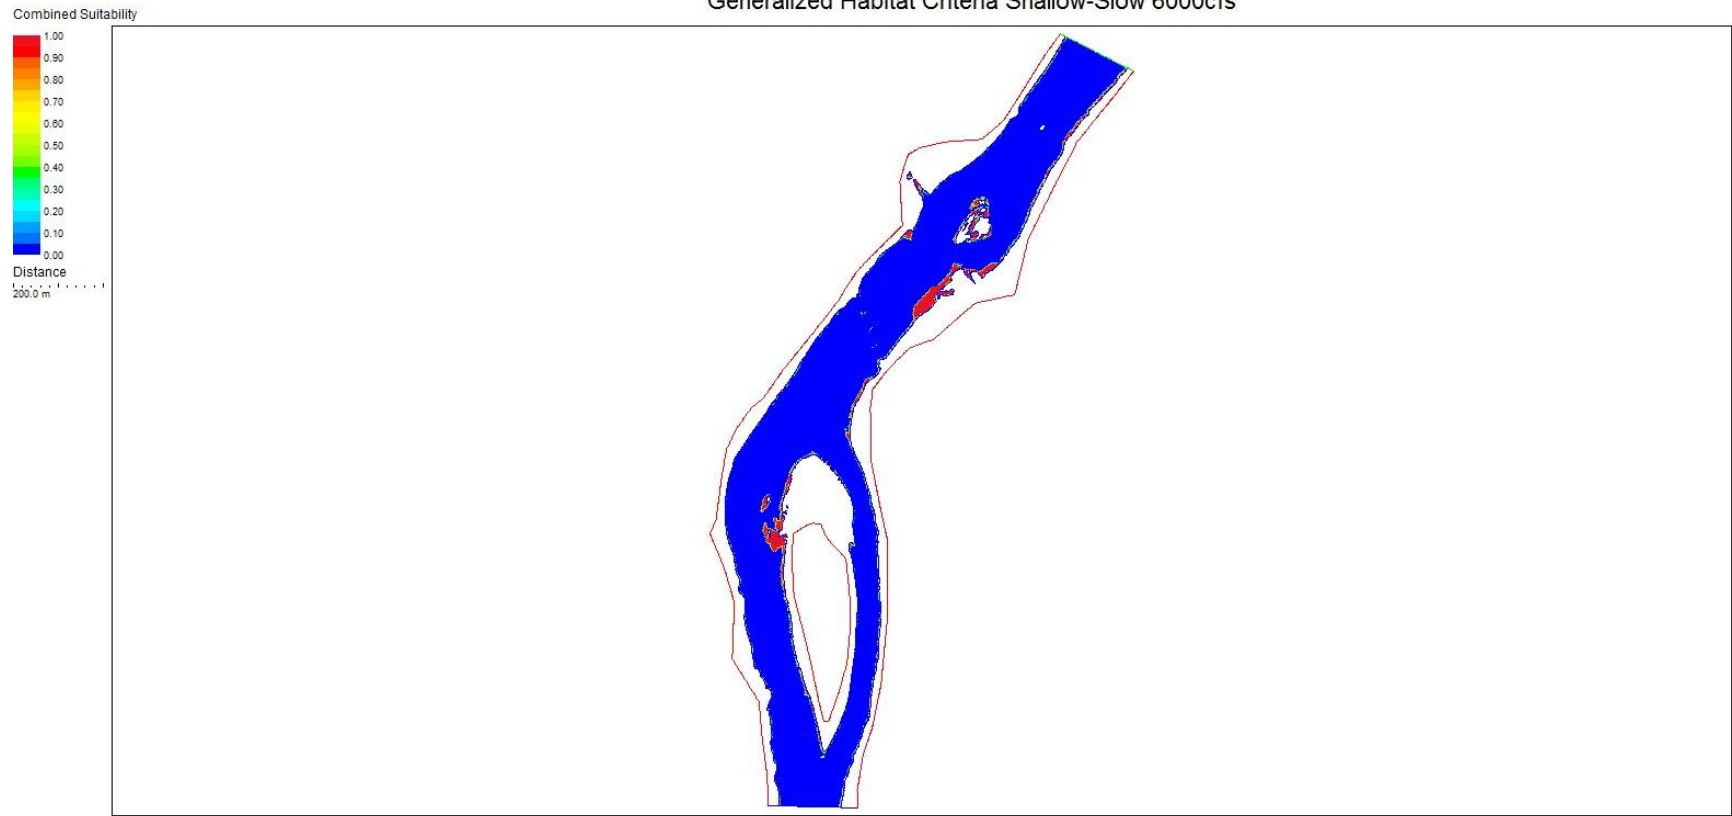 Generalized Habitat Criteria Shallow-Slow 6000cfs
Combined Suitability
1.00
0.90
0.80
0.70
0.60
0.50
0.40
0.30
0.20
0.10
0.00
Distance
200.0 m